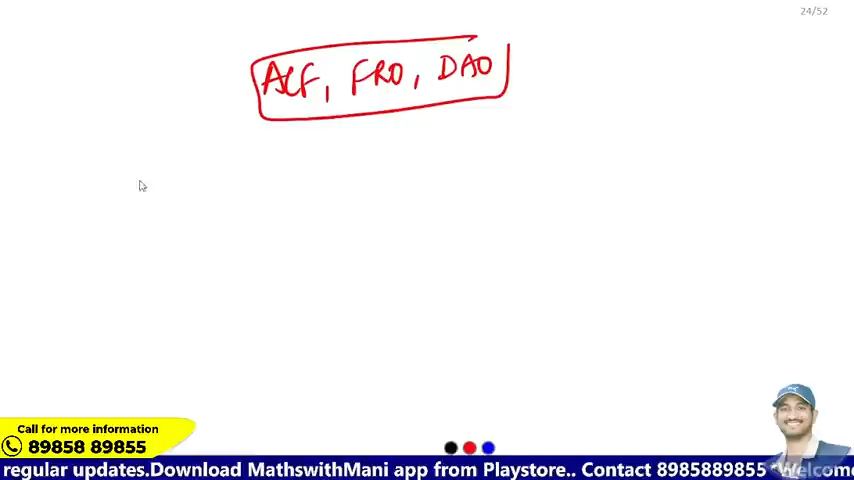 24/52
ACF, FRO, DAO
Call for more information
89858 89855
regular updates.Download MathswithMani app from Playstore.. Contact 8985889855 *Welcome